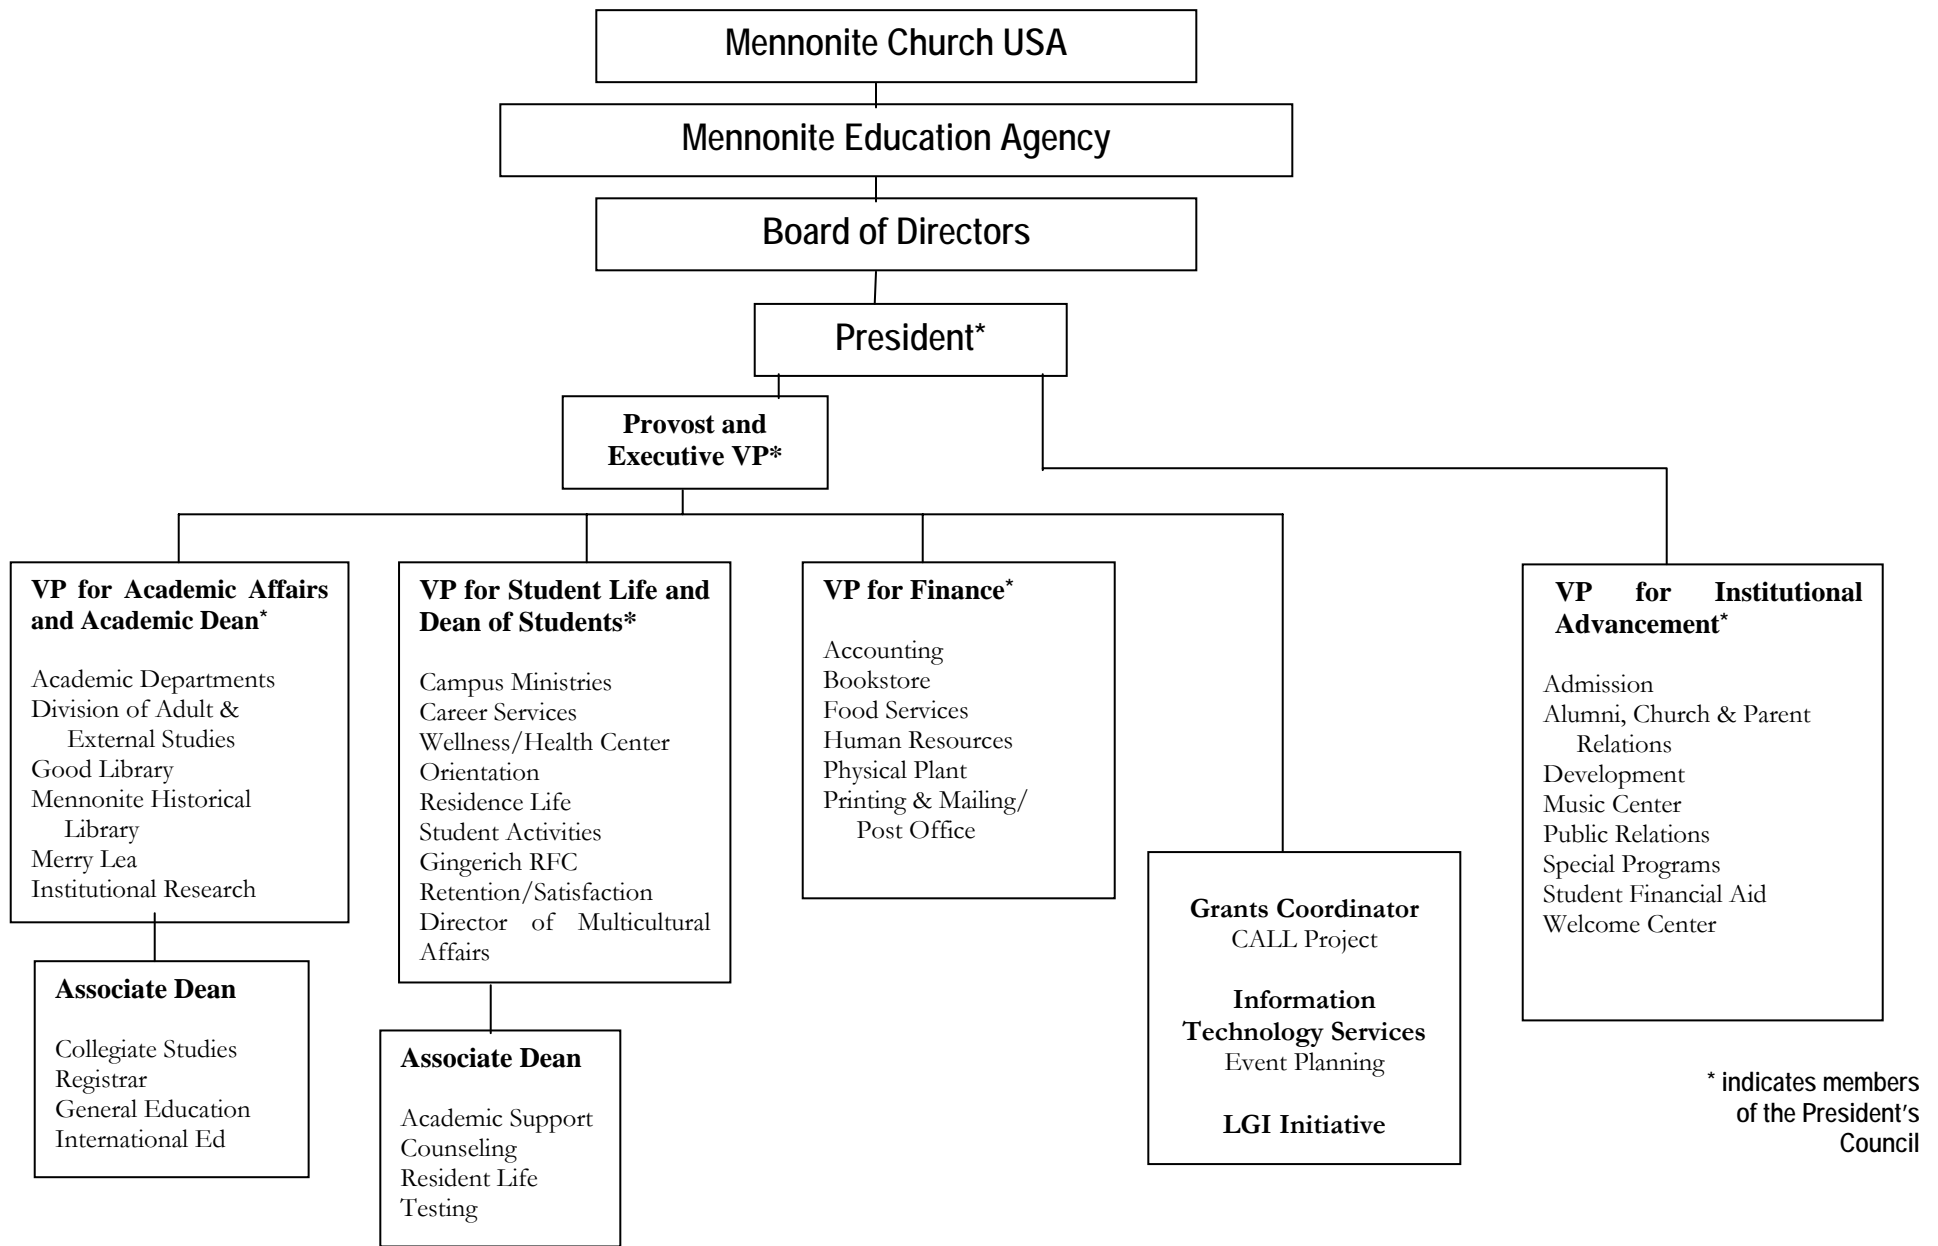 Mennonite Church USA
Mennonite Education Agency
Board of Directors
President*
Provost and
Executive VP*
VP for Academic Affairs
and Academic Dean*
Academic Departments
Division of Adult &
External Studies
Good Library
Mennonite Historical
Library
Merry Lea
Institutional Research
Associate Dean
Collegiate Studies
Registrar
General Education
International Ed
VP for Student Life and
Dean of Students*
Campus Ministries
Career Services
Wellness/Health Center
Orientation
Residence Life
Student Activities
Gingerich RFC
Retention/Satisfaction
Director of Multicultural
Affairs
Associate Dean
Academic Support
Counseling
Resident Life
Testing
VP for Finance*
Accounting
Bookstore
Food Services
Human Resources
Physical Plant
Printing & Mailing/
Post Office
Grants Coordinator
CALL Project
Information
Technology Services
Event Planning
LGI Initiative
VP for Institutional
Advancement*
Admission
Alumni, Church & Parent
Relations
Development
Music Center
Public Relations
Special Programs
Student Financial Aid
Welcome Center
* indicates members
of the President's
Council